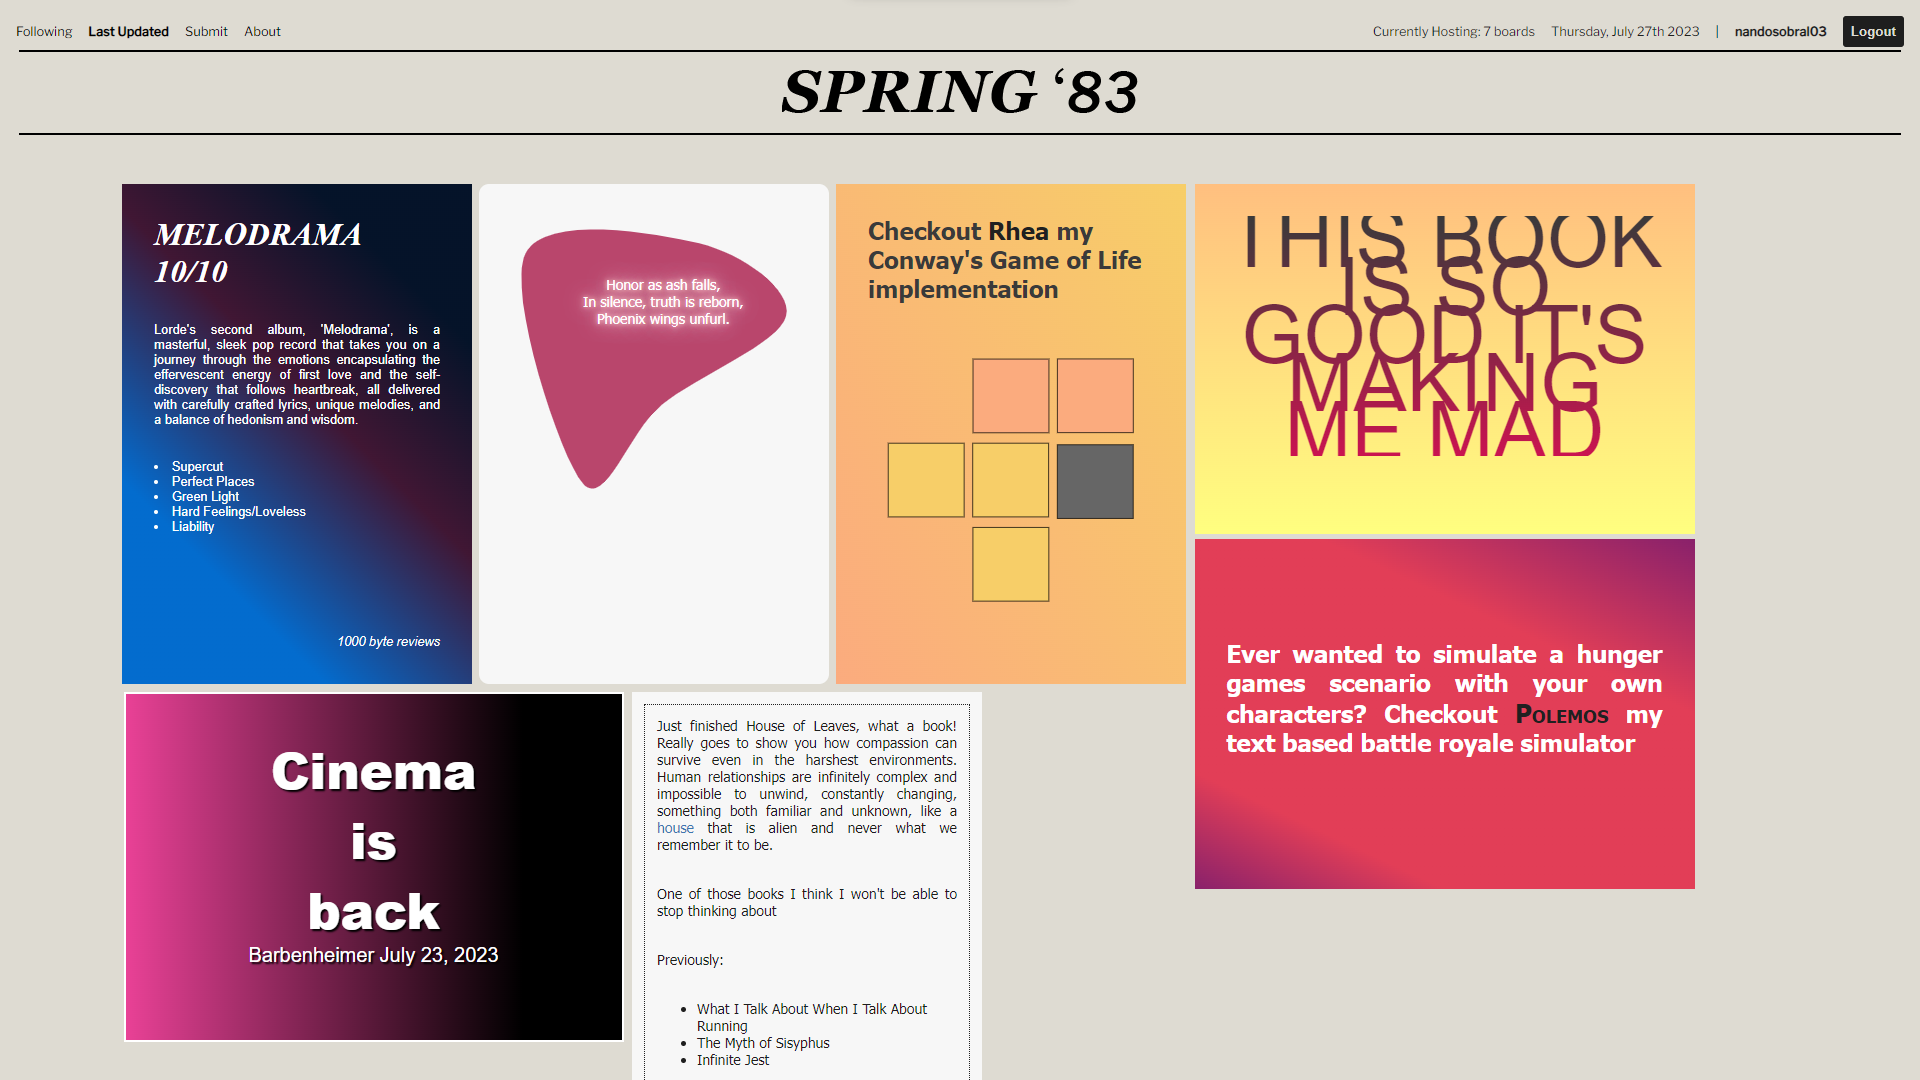 Following Last Updated Submit About
Currently Hosting: 7 boards Thursday, July 27th 2023 | nandosobral03 Logout
SPRING ‘83
MELODRAMA
10/10
Lorde's second album, 'Melodrama', is a
masterful, sleek pop record that takes you on a
journey through the emotions encapsulating the
effervescent energy of first love and the self-
discovery that follows heartbreak, all delivered
with carefully crafted lyrics, unique melodies, and
a balance of hedonism and wisdom.
• Supercut
• Perfect Places
• Green Light
• Hard Feelings/Loveless
• Liability
1000 byte reviews
Honor as ash falls,
In silence, truth is reborn,
Phoenix wings unfurl.
Checkout Rhea my
Conway's Game of Life
implementation
THIS BOOK
IS SO
GOOD IT'S
MAKING
ME MAD
Ever wanted to simulate a hunger
games scenario with your own
characters? Checkout Polemos my
text based battle royale simulator
Cinema
is
back
Barbenheimer July 23, 2023
Just finished House of Leaves, what a book!
Really goes to show you how compassion can
survive even in the harshest environments.
Human relationships are infinitely complex and
impossible to unwind, constantly changing,
something both familiar and unknown, like a
house that is alien and never what we
remember it to be.
One of those books I think I won't be able to
stop thinking about
Previously:
• What I Talk About When I Talk About
Running
• The Myth of Sisyphus
• Infinite Jest